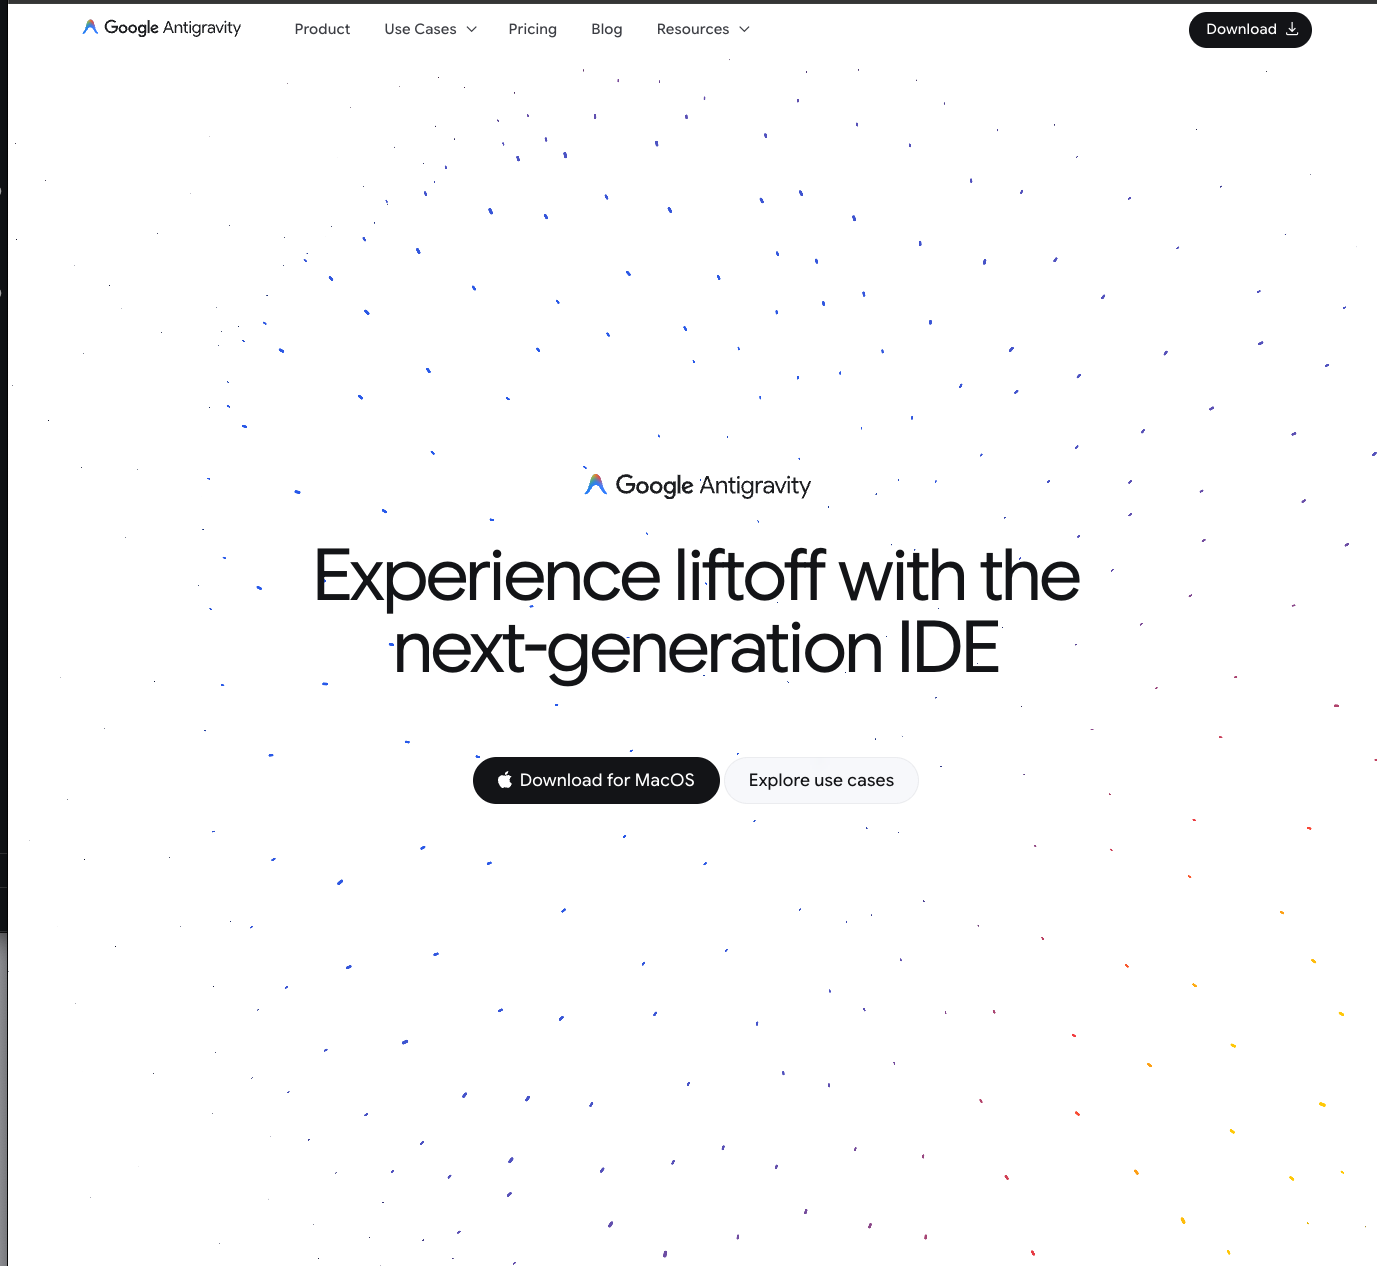 Google Antigravity Product Use Cases Pricing Blog Resources Download
Google Antigravity
Experience liftoff with the
next-generation IDE
Download for MacOS Explore use cases